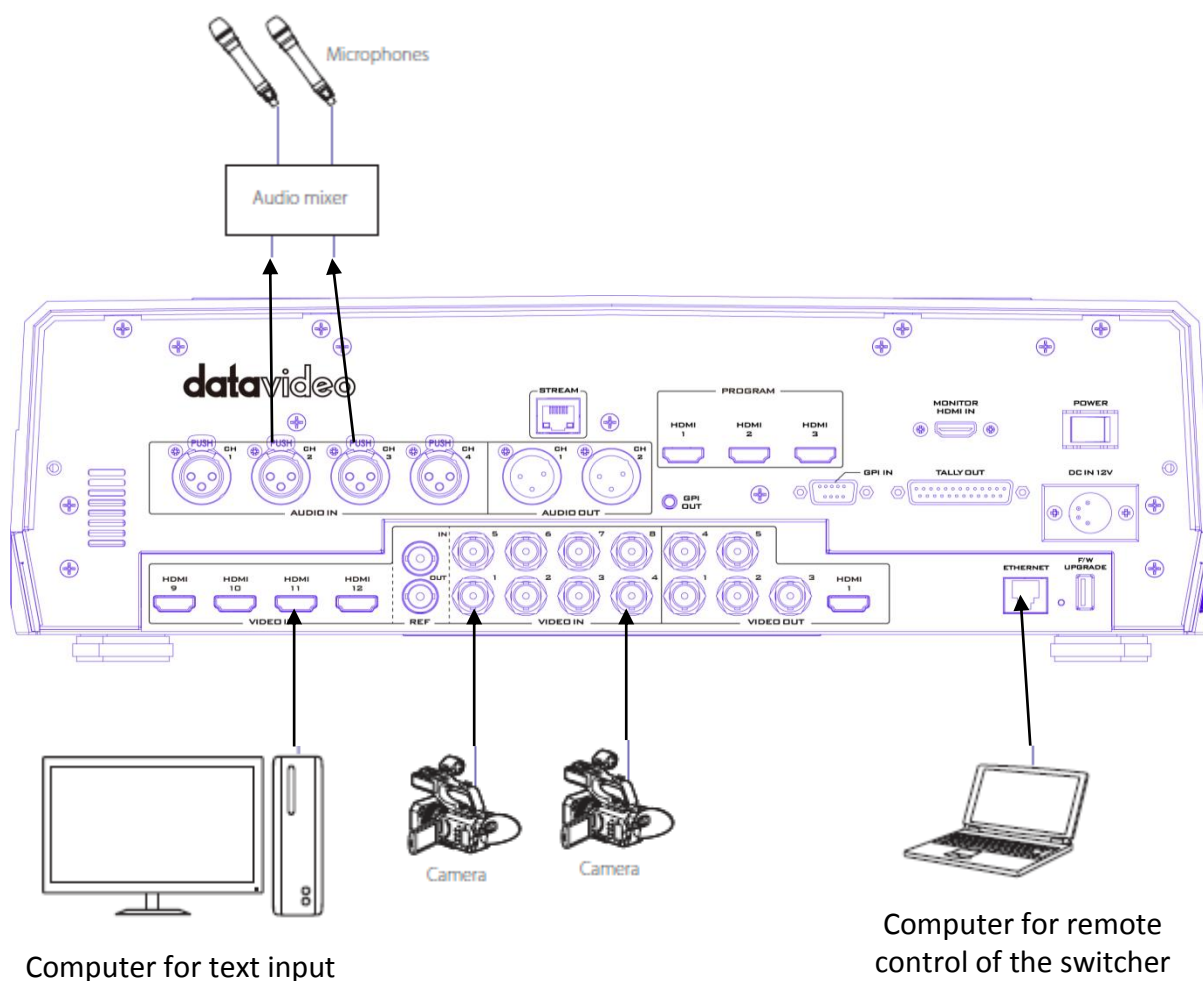 Microphones
Audio mixer
datavideo
STREAM
PROGRAM
HDMI 1
HDMI 2
HDMI 3
MONITOR HDMI IN
POWER
PUSH
CH 1
PUSH
CH 2
PUSH
CH 3
PUSH
CH 4
CH 1
CH 2
AUDIO IN
AUDIO OUT
GPI OUT
GPI IN
TALLY OUT
DC IN 12V
IN
5
6
7
8
4
5
HDMI 9
HDMI 10
HDMI 11
HDMI 12
OUT
1
2
3
4
1
2
3
HDMI 1
ETHERNET
F/W UPGRADE
VIDEO IN
REF
VIDEO IN
VIDEO OUT
Camera
Camera
Computer for text input
Computer for remote
control of the switcher